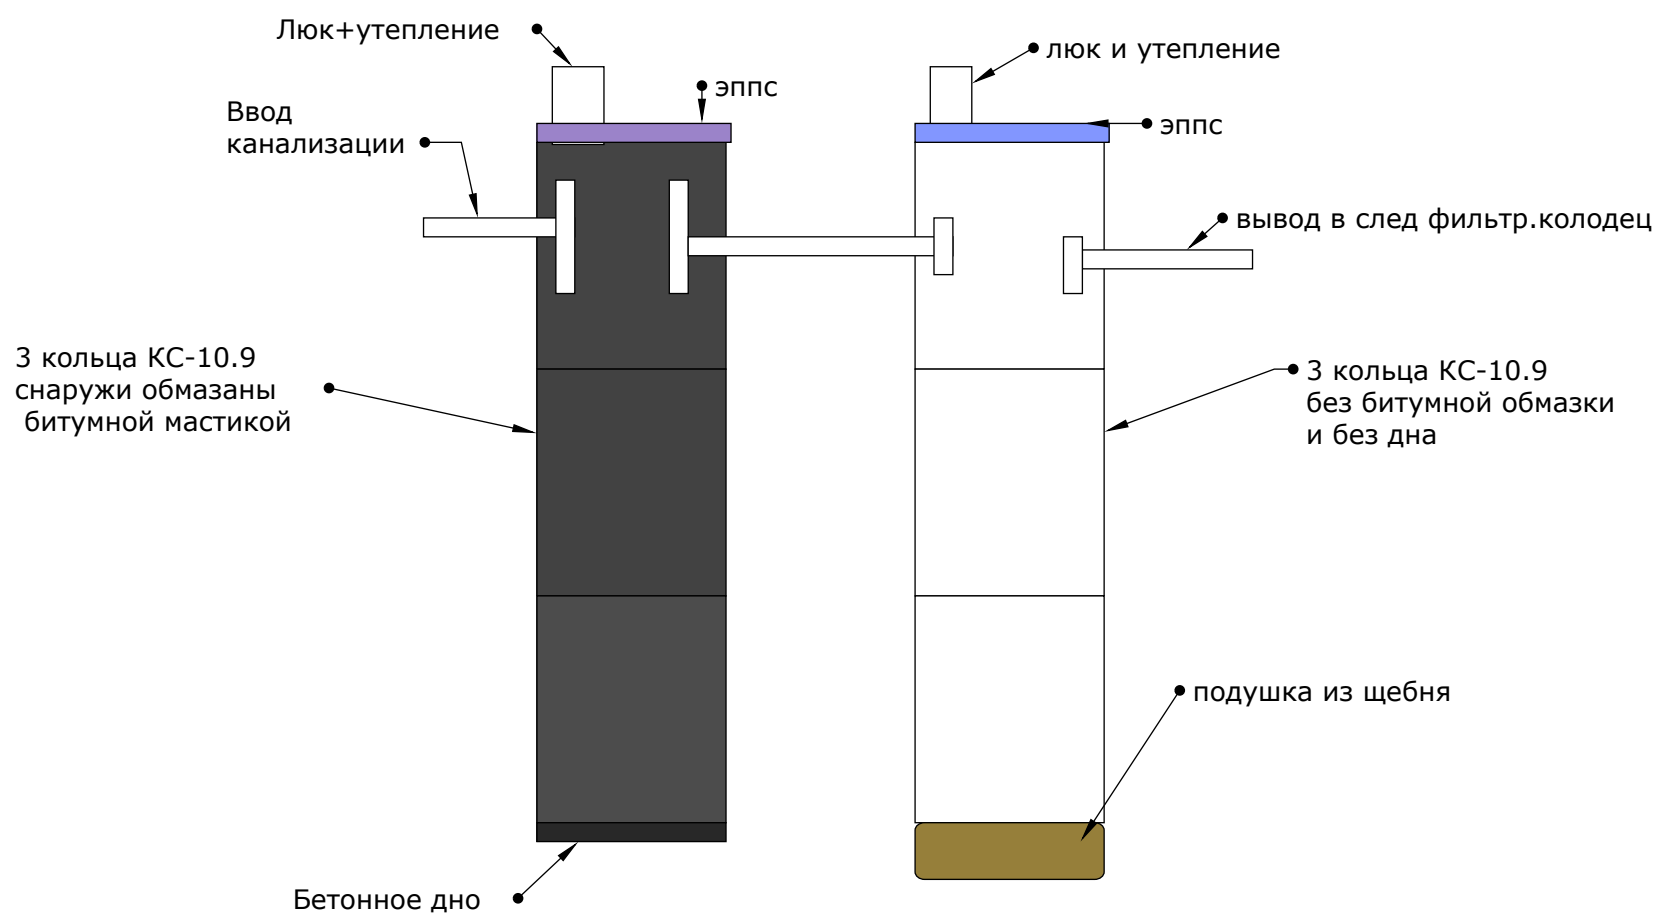 Люк+утепление
люк и утепление
эппс
Ввод
канализации
эппс
вывод в след фильтр.колодец
3 кольца КС-10.9
снаружи обмазаны
битумной мастикой
3 кольца КС-10.9
без битумной обмазки
и без дна
подушка из щебня
Бетонное дно